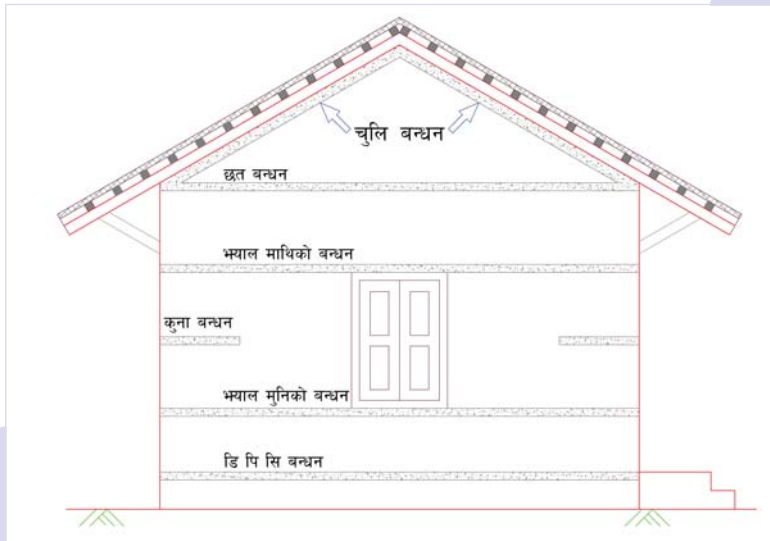 चुलि बन्धन
छत बन्धन
भ्याल माथिको बन्धन
कुना बन्धन
भ्याल मुनिको बन्धन
डि पि सि बन्धन